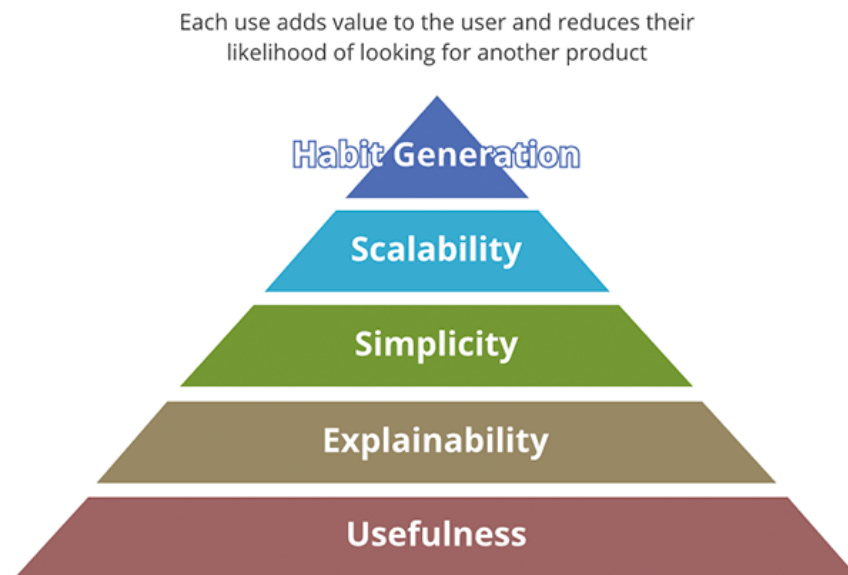 Each use adds value to the user and reduces their
likelihood of looking for another product
Habit Generation
Scalability
Simplicity
Explainability
Usefulness